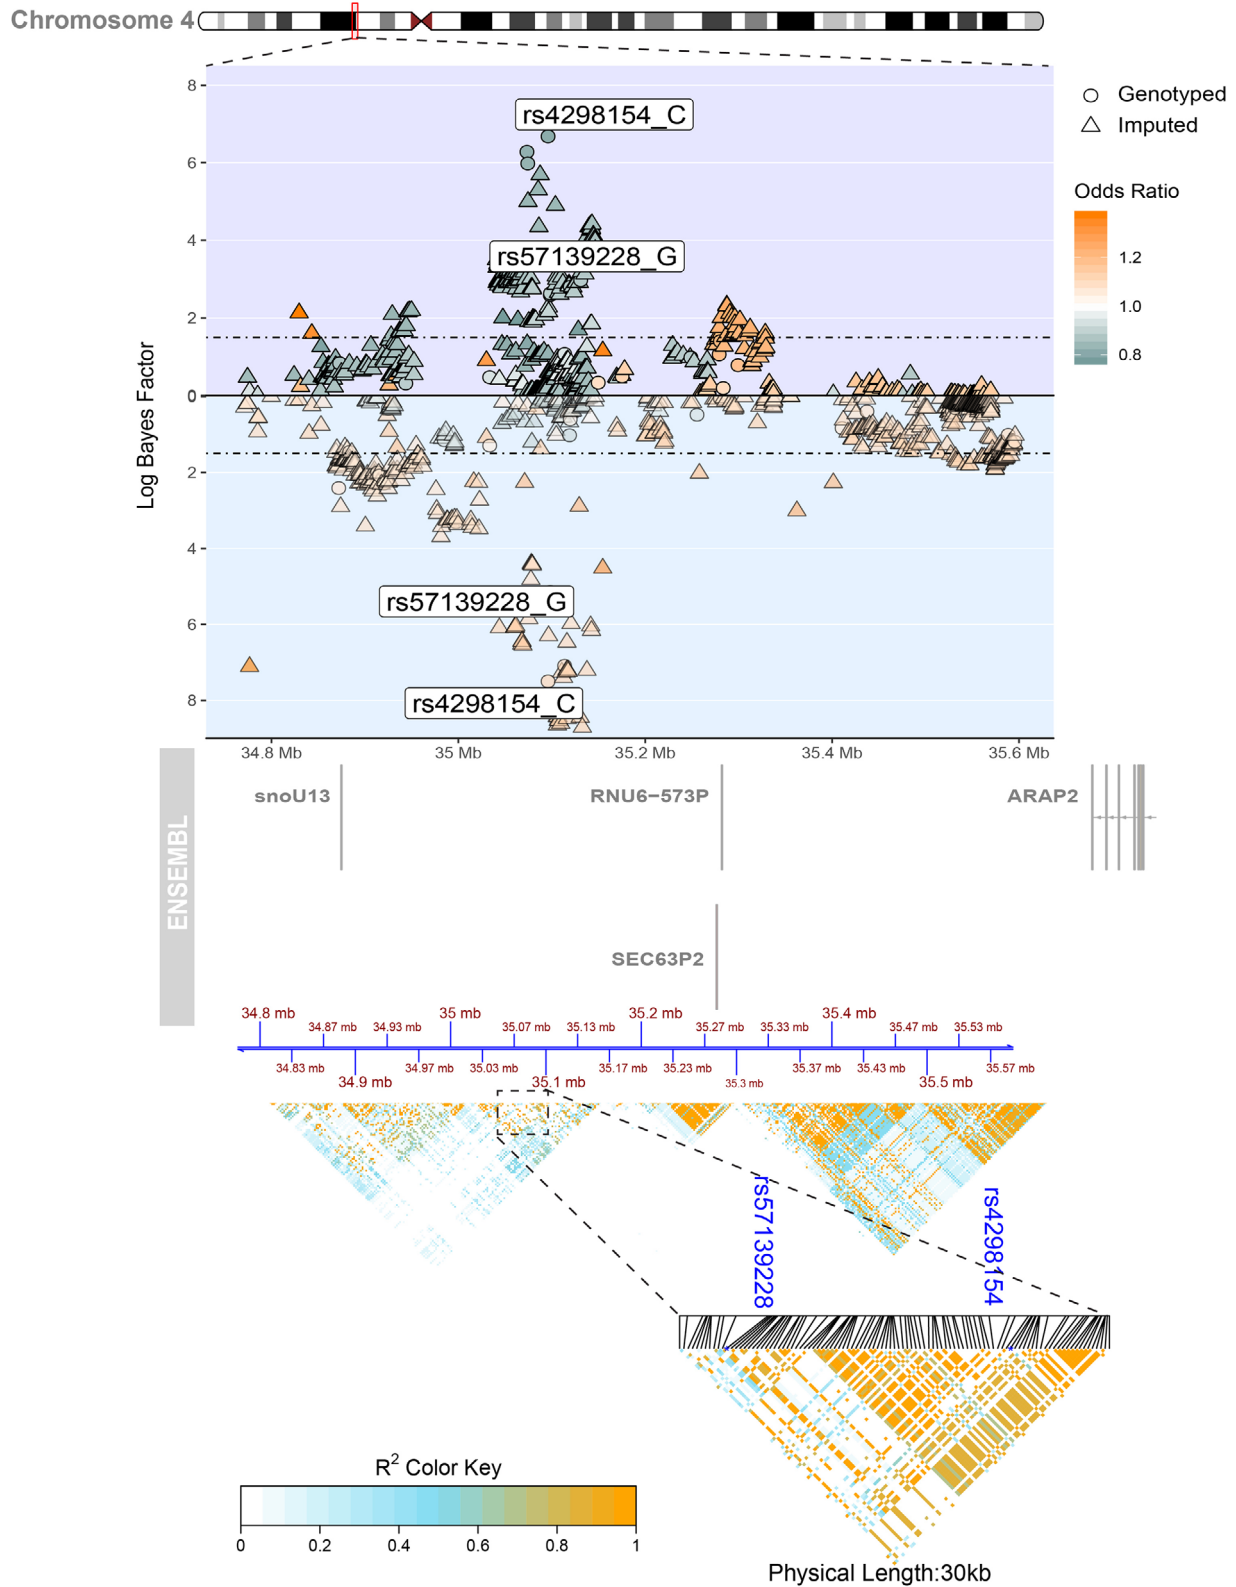 Chromosome 4
8
6
4
2
0
2
4
6
8
Log Bayes Factor
rs4298154_C
rs57139228_G
rs57139228_G
rs4298154_C
Genotyped
Imputed
Odds Ratio
1.2
1.0
0.8
34.8 Mb 35 Mb 35.2 Mb 35.4 Mb 35.6 Mb
ENSEMBL
snoU13 RNU6−573P ARAP2
SEC63P2
34.8 mb 35 mb 35.2 mb 35.4 mb
34.87 mb 34.93 mb 35.07 mb 35.13 mb 35.27 mb 35.33 mb 35.47 mb 35.53 mb
34.83 mb 34.97 mb 35.03 mb 35.17 mb 35.23 mb 35.37 mb 35.43 mb 35.57 mb
34.9 mb 35.1 mb 35.3 mb 35.5 mb
rs57139228
rs4298154
R² Color Key
0 0.2 0.4 0.6 0.8 1
Physical Length:30kb